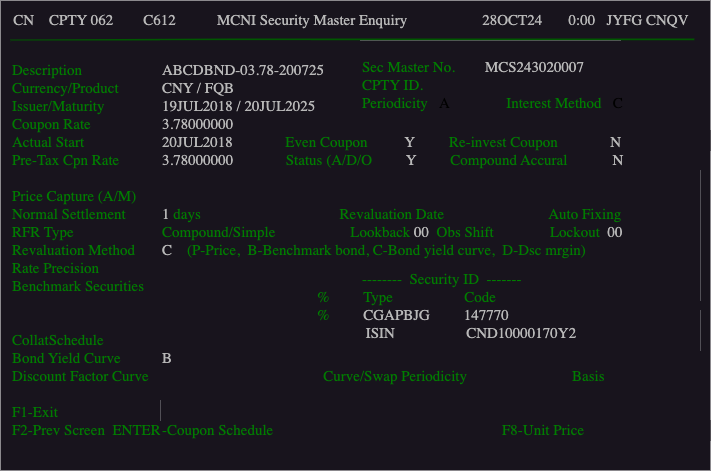 CN CPTY 062 C612 MCNI Security Master Enquiry 28OCT24 0:00 JYFG CNQV
Description ABCDBND-03.78-200725 Sec Master No. MCS243020007
Currency/Product CNY / FQB CPTY ID.
Issuer/Maturity 19JUL2018 / 20JUL2025 Periodicity A Interest Method C
Coupon Rate 3.78000000
Actual Start 20JUL2018 Even Coupon Y Re-invest Coupon N
Pre-Tax Cpn Rate 3.78000000 Status (A/D/O Y Compound Accural N
Price Capture (A/M)
Normal Settlement 1 days Revaluation Date Auto Fixing
RFR Type Compound/Simple Lookback 00 Obs Shift Lockout 00
Revaluation Method C (P-Price, B-Benchmark bond, C-Bond yield curve, D-Dsc mrgin)
Rate Precision
Benchmark Securities -------- Security ID -------
% Type Code
% CGAPBJG 147770
ISIN CND10000170Y2
CollatSchedule
Bond Yield Curve B
Discount Factor Curve Curve/Swap Periodicity Basis
F1-Exit
F2-Prev Screen ENTER-Coupon Schedule F8-Unit Price